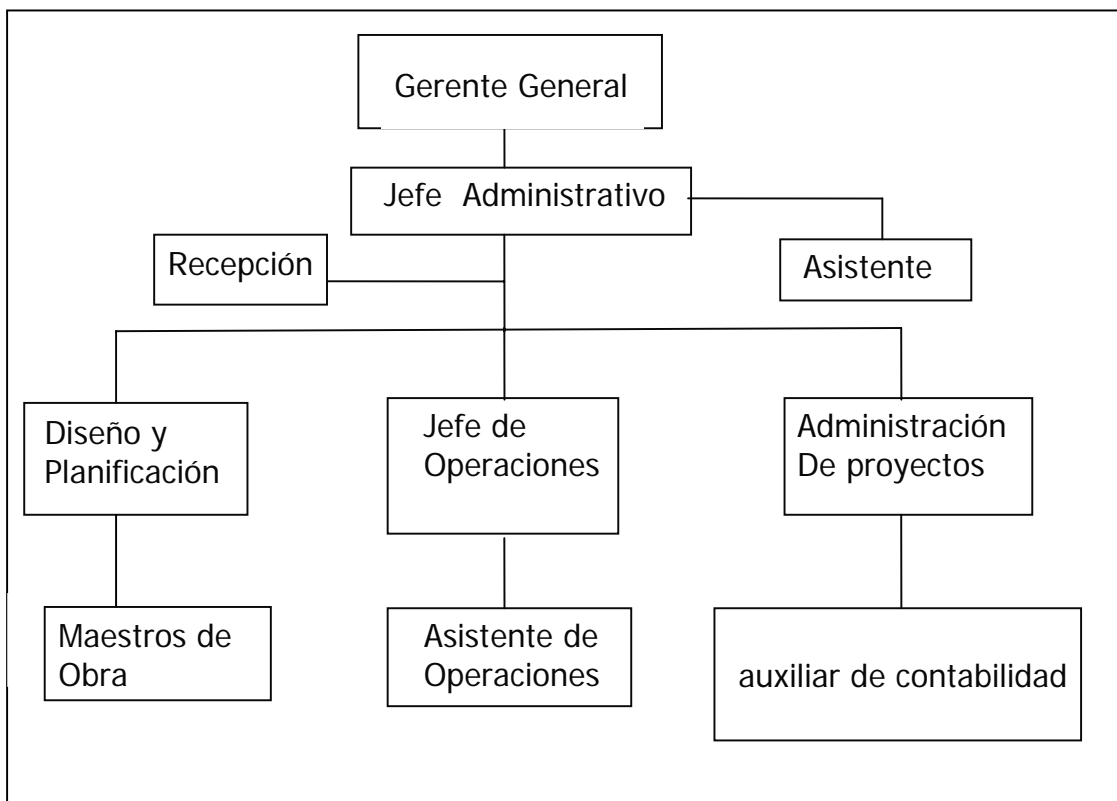 Gerente General
Jefe Administrativo
Recepción
Asistente
Diseño y
Planificación
Jefe de
Operaciones
Administración
De proyectos
Maestros de
Obra
Asistente de
Operaciones
auxiliar de contabilidad